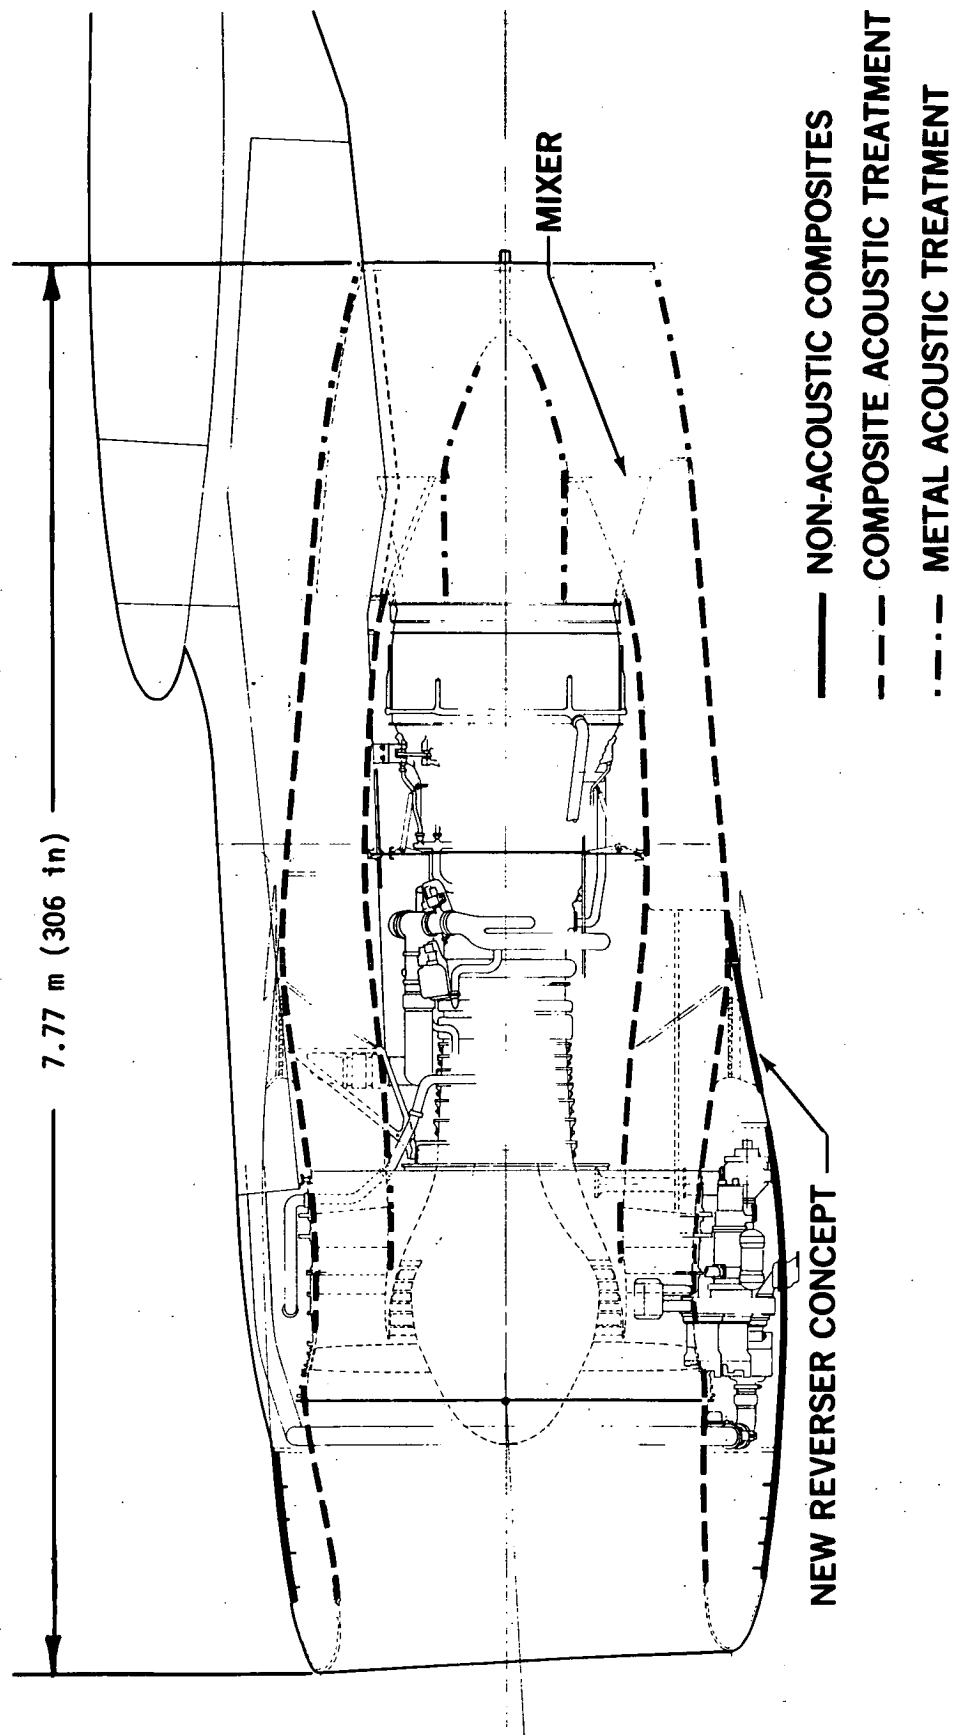 7.77 m (306 in)
MIXER
NEW REVERSER CONCEPT
NON-ACOUSTIC COMPOSITES
COMPOSITE ACOUSTIC TREATMENT
METAL ACOUSTIC TREATMENT